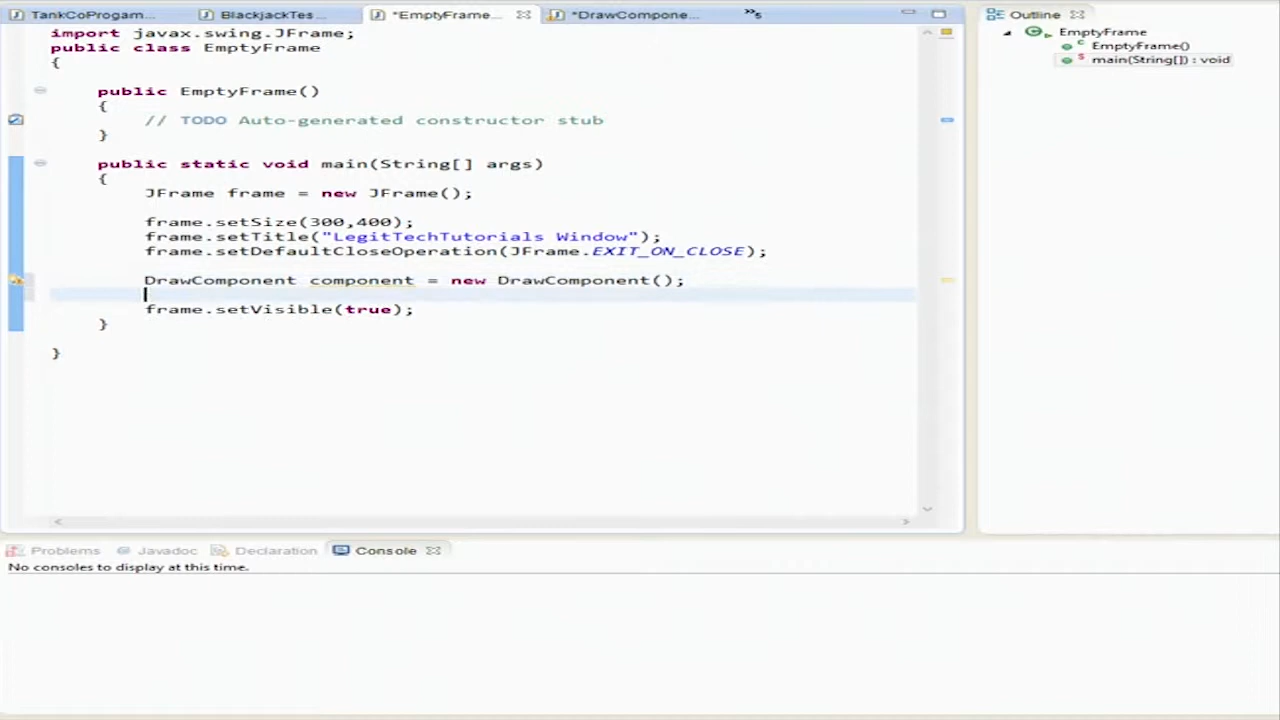 TankCoProgam... BlackjackTes... *EmptyFrame... *DrawCompone... »5
import javax.swing.JFrame;
public class EmptyFrame
{
public EmptyFrame()
{
// TODO Auto-generated constructor stub
}
public static void main(String[] args)
{
JFrame frame = new JFrame();
frame.setSize(300,400);
frame.setTitle("LegitTechTutorials Window");
frame.setDefaultCloseOperation(JFrame.EXIT_ON_CLOSE);
DrawComponent component = new DrawComponent();
frame.setVisible(true);
}
}
Outline
EmptyFrame
EmptyFrame()
main(String[]) : void
Problems @ Javadoc Declaration Console
No consoles to display at this time.